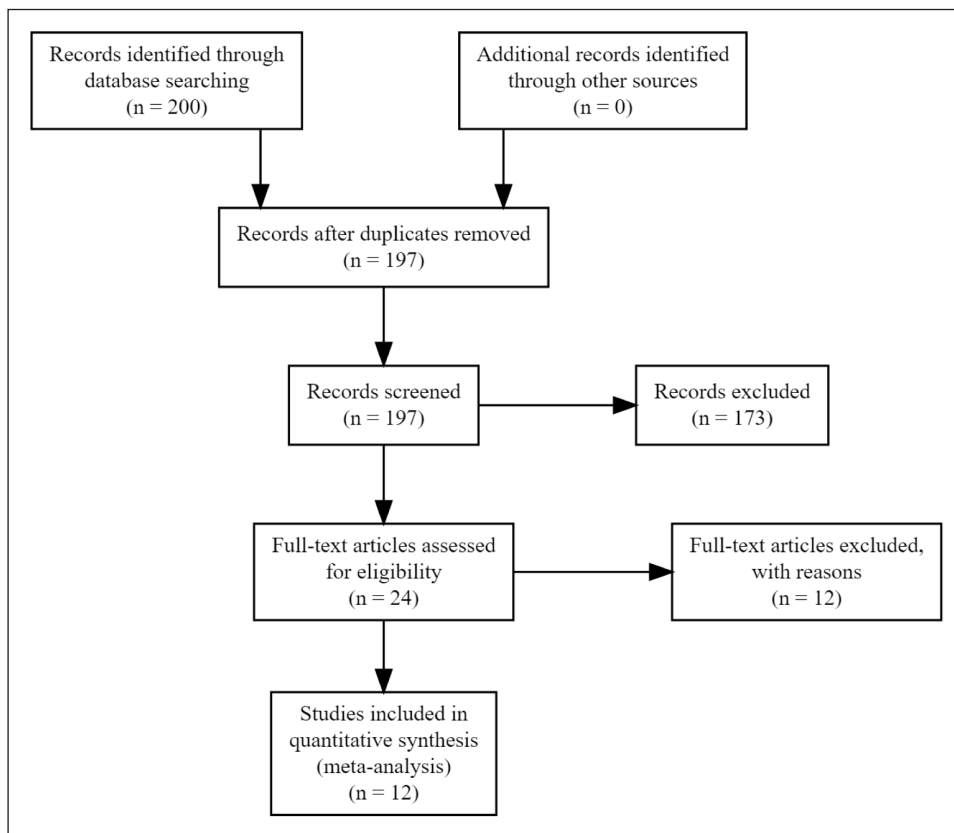 Records identified through
database searching
(n = 200)
Additional records identified
through other sources
(n = 0)
Records after duplicates removed
(n = 197)
Records screened
(n = 197)
Records excluded
(n = 173)
Full-text articles assessed
for eligibility
(n = 24)
Full-text articles excluded,
with reasons
(n = 12)
Studies included in
quantitative synthesis
(meta-analysis)
(n = 12)